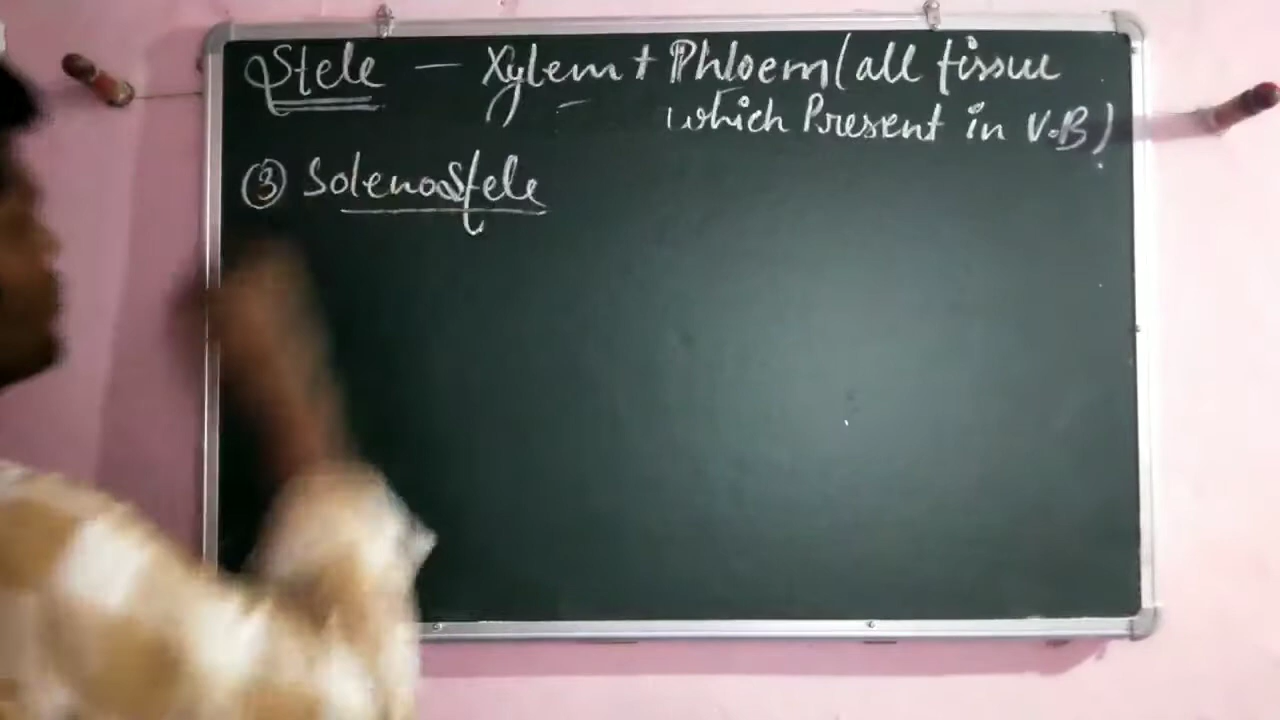 Stele — Xylem + Phloem (all tissue
which Present in V.B)
③ Solenostele